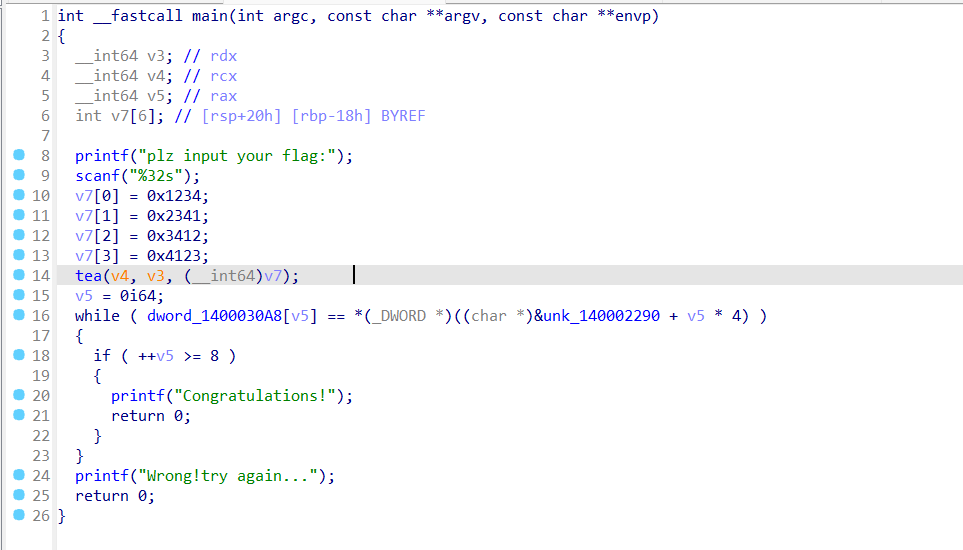 1 int __fastcall main(int argc, const char **argv, const char **envp)
2 {
3   __int64 v3; // rdx
4   __int64 v4; // rcx
5   __int64 v5; // rax
6   int v7[6]; // [rsp+20h] [rbp-18h] BYREF
7
8   printf("plz input your flag:");
9   scanf("%32s");
10   v7[0] = 0x1234;
11   v7[1] = 0x2341;
12   v7[2] = 0x3412;
13   v7[3] = 0x4123;
14   tea(v4, v3, (__int64)v7);
15   v5 = 0i64;
16   while ( dword_1400030A8[v5] == *(_DWORD *)((char *)&unk_140002290 + v5 * 4) )
17   {
18     if ( ++v5 >= 8 )
19     {
20       printf("Congratulations!");
21       return 0;
22     }
23   }
24   printf("Wrong!try again...");
25   return 0;
26 }